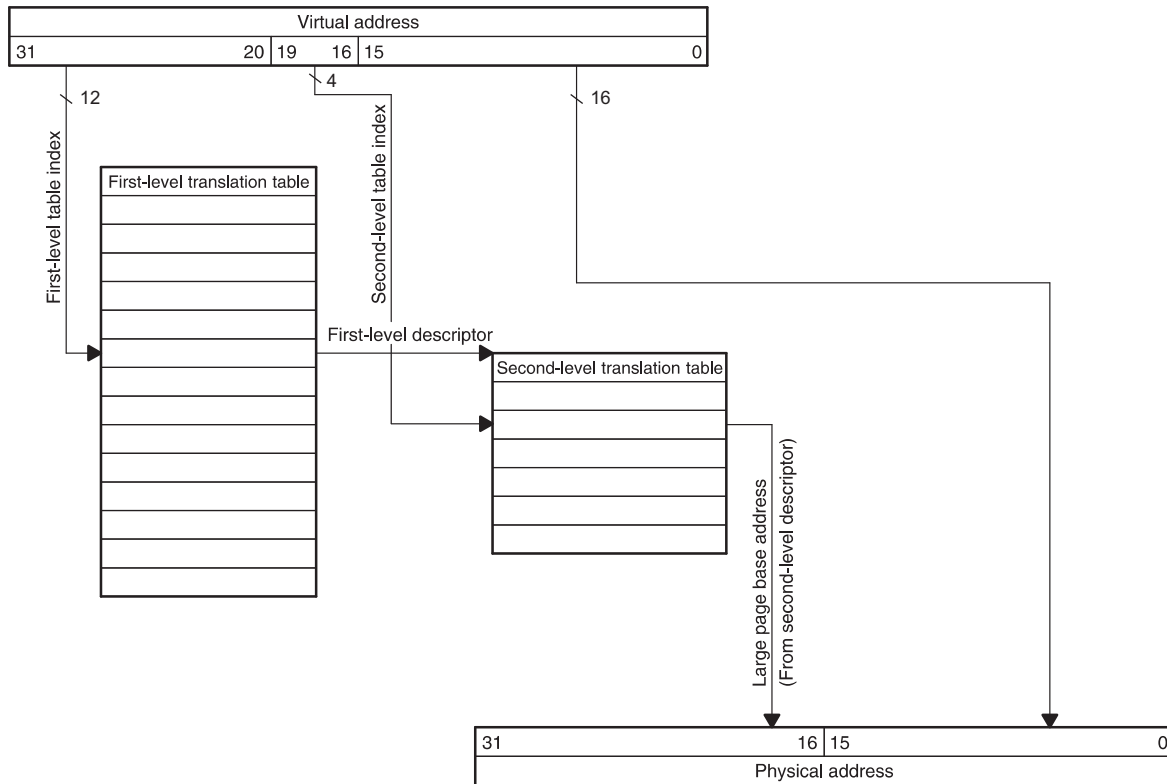 Virtual address
31 20 19 16 15 0
12
4
16
First-level table index
Second-level table index
First-level translation table
First-level descriptor
Second-level translation table
Large page base address
(From second-level descriptor)
31 16 15 0
Physical address